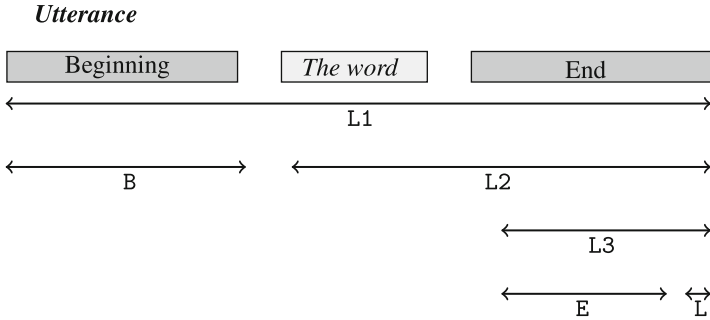 Utterance
Beginning The word End
L1
B L2
L3
E L